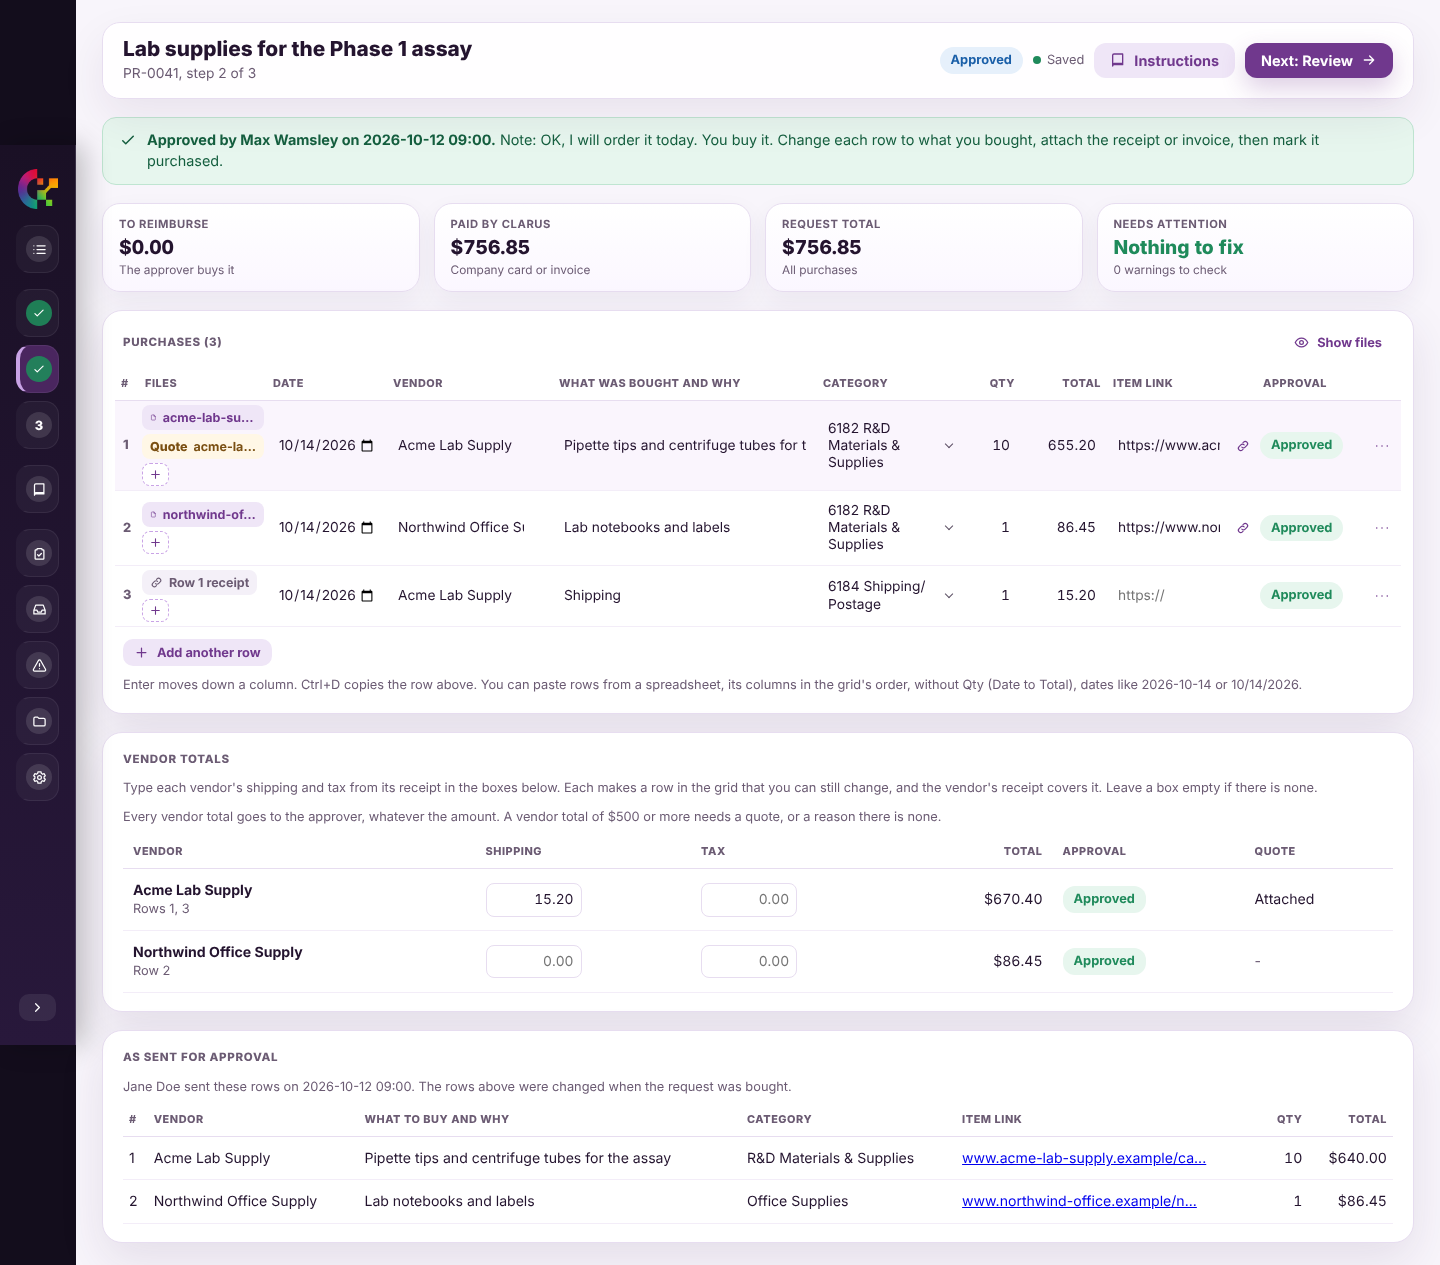 Lab supplies for the Phase 1 assay
PR-0041, step 2 of 3
Approved
Saved
Instructions
Next: Review
Approved by Max Wamsley on 2026-10-12 09:00. Note: OK, I will order it today. You buy it. Change each row to what you bought, attach the receipt or invoice, then mark it
purchased.
TO REIMBURSE
$0.00
The approver buys it
PAID BY CLARUS
$756.85
Company card or invoice
REQUEST TOTAL
$756.85
All purchases
NEEDS ATTENTION
Nothing to fix
0 warnings to check
3
PURCHASES (3)
Show files
# FILES DATE VENDOR WHAT WAS BOUGHT AND WHY CATEGORY QTY TOTAL ITEM LINK APPROVAL
acme-lab-su...
Quote acme-la...
1 10/14/2026 Acme Lab Supply Pipette tips and centrifuge tubes for t 6182 R&D Materials & Supplies 10 655.20 https://www.acr Approved ...
northwind-of...
2 10/14/2026 Northwind Office Su Lab notebooks and labels 6182 R&D Materials & Supplies 1 86.45 https://www.nor Approved ...
Row 1 receipt
3 10/14/2026 Acme Lab Supply Shipping 6184 Shipping/ Postage 1 15.20 https:// Approved ...
+ Add another row
Enter moves down a column. Ctrl+D copies the row above. You can paste rows from a spreadsheet, its columns in the grid's order, without Qty (Date to Total), dates like 2026-10-14 or 10/14/2026.
VENDOR TOTALS
Type each vendor's shipping and tax from its receipt in the boxes below. Each makes a row in the grid that you can still change, and the vendor's receipt covers it. Leave a box empty if there is none.
Every vendor total goes to the approver, whatever the amount. A vendor total of $500 or more needs a quote, or a reason there is none.
VENDOR SHIPPING TAX TOTAL APPROVAL QUOTE
Acme Lab Supply 15.20 0.00 $670.40 Approved Attached
Rows 1, 3
Northwind Office Supply 0.00 0.00 $86.45 Approved -
Row 2
AS SENT FOR APPROVAL
Jane Doe sent these rows on 2026-10-12 09:00. The rows above were changed when the request was bought.
# VENDOR WHAT TO BUY AND WHY CATEGORY ITEM LINK QTY TOTAL
1 Acme Lab Supply Pipette tips and centrifuge tubes for the assay R&D Materials & Supplies www.acme-lab-supply.example/ca... 10 $640.00
2 Northwind Office Supply Lab notebooks and labels Office Supplies www.northwind-office.example/n... 1 $86.45